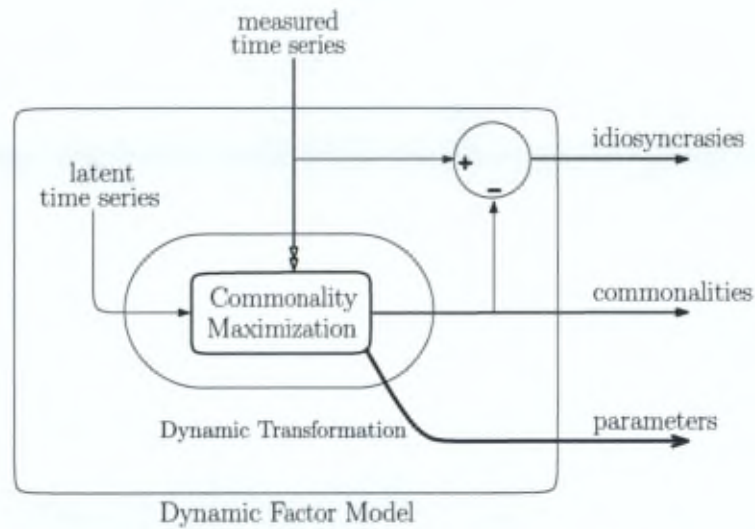 measured
time series
idiosyncrasies
+
latent
time series
-
Commonality
Maximization
commonalities
Dynamic Transformation
parameters
Dynamic Factor Model